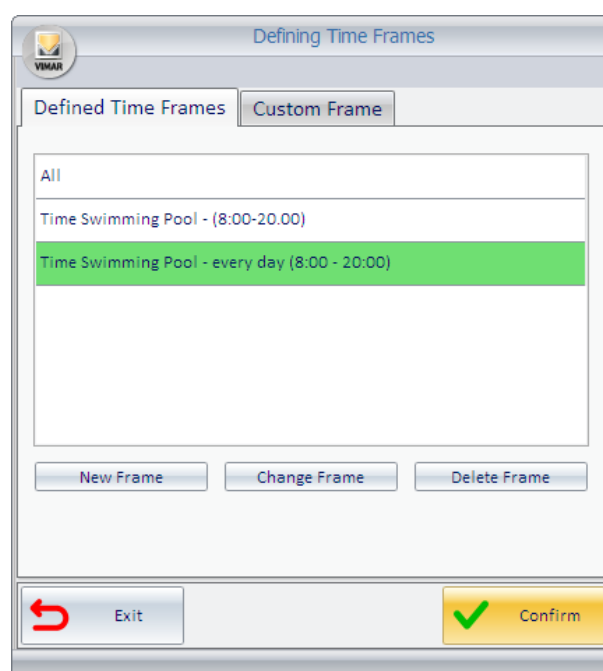 Defining Time Frames
VIMAR
Defined Time Frames Custom Frame
All
Time Swimming Pool - (8:00-20.00)
Time Swimming Pool - every day (8:00 - 20:00)
New Frame Change Frame Delete Frame
Exit Confirm